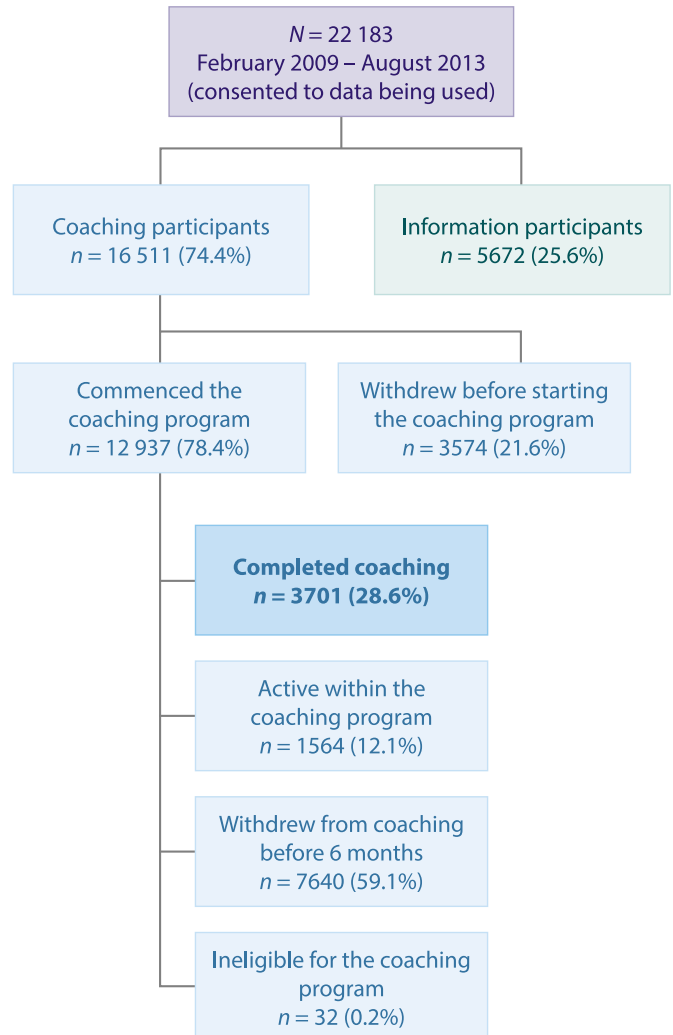 N = 22 183
February 2009 – August 2013
(consented to data being used)
Coaching participants
n = 16 511 (74.4%)
Information participants
n = 5672 (25.6%)
Commenced the
coaching program
n = 12 937 (78.4%)
Withdrew before starting
the coaching program
n = 3574 (21.6%)
Completed coaching
n = 3701 (28.6%)
Active within the
coaching program
n = 1564 (12.1%)
Withdrew from coaching
before 6 months
n = 7640 (59.1%)
Ineligible for the coaching
program
n = 32 (0.2%)